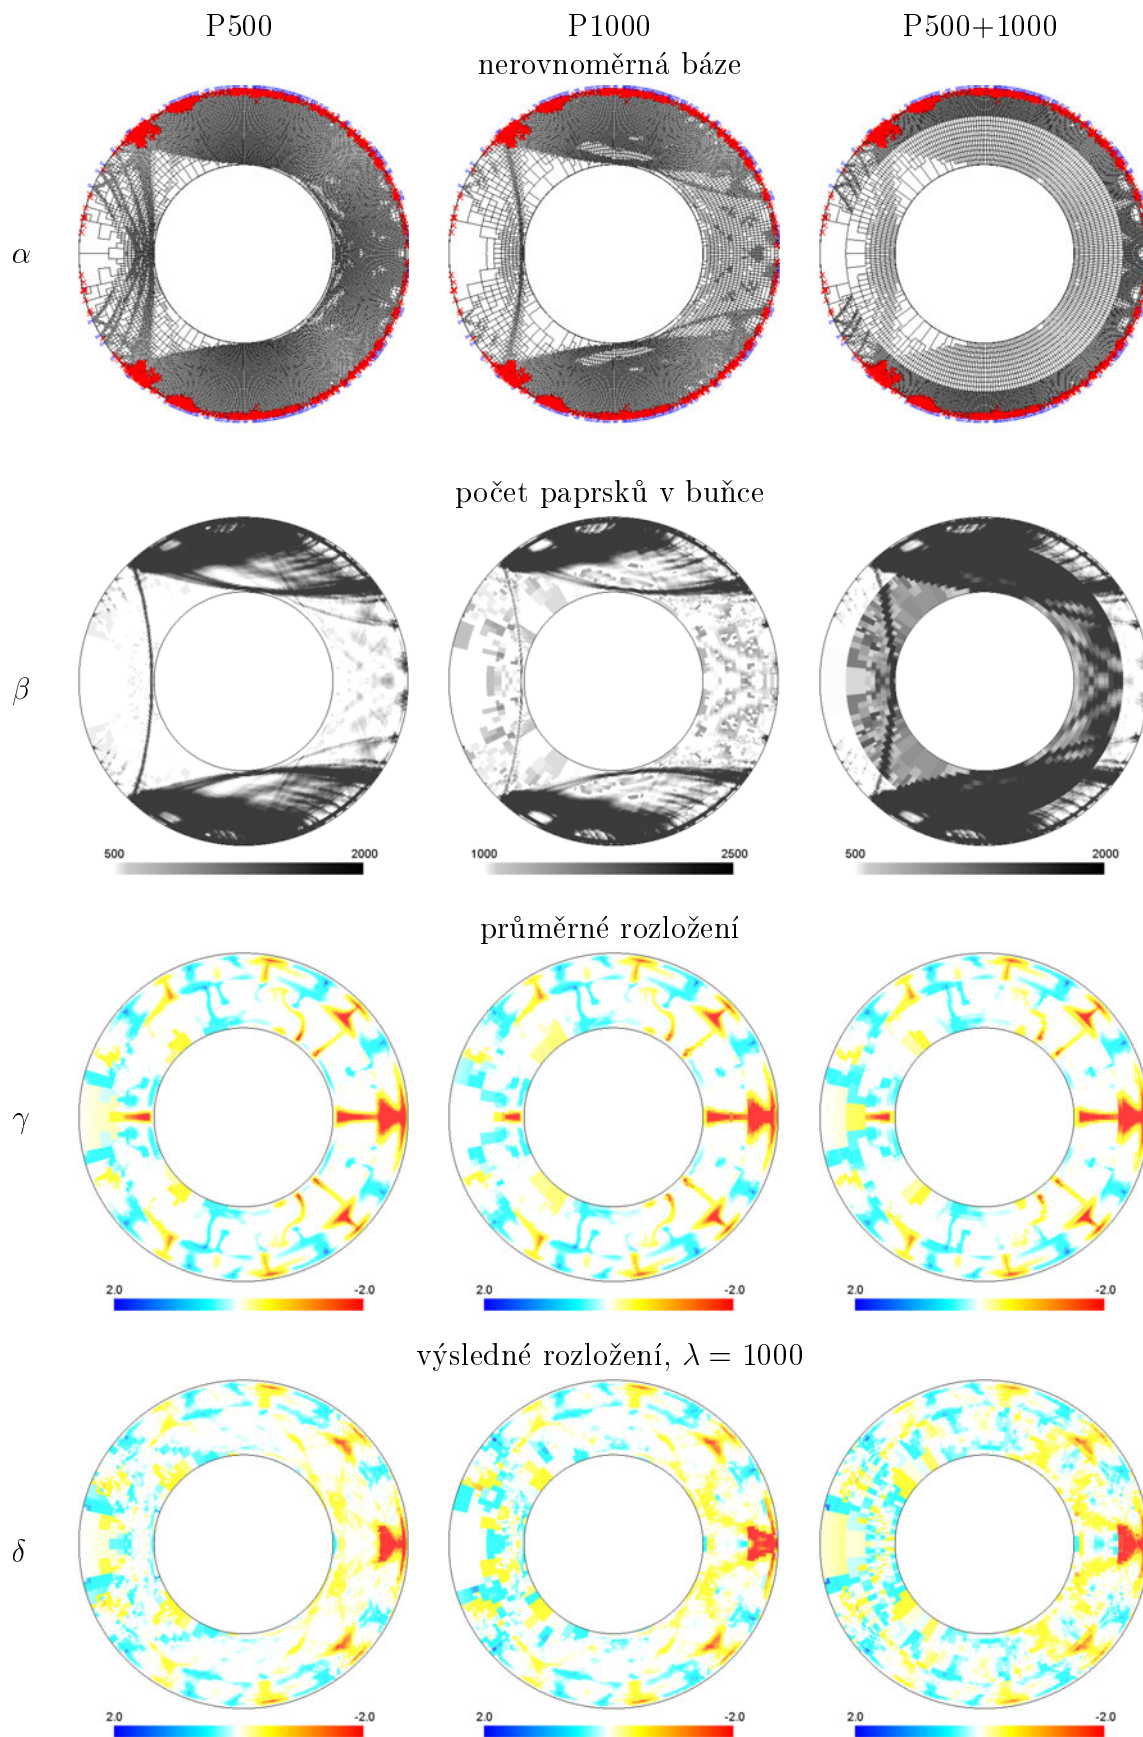 P500 P1000 P500+1000
nerovnoměrná báze
α
počet paprsků v buňce
β
500 2000 1000 2500 500 2000
průměrné rozložení
γ
2.0 -2.0 2.0 -2.0 2.0 -2.0
výsledné rozložení, λ = 1000
δ
2.0 -2.0 2.0 -2.0 2.0 -2.0